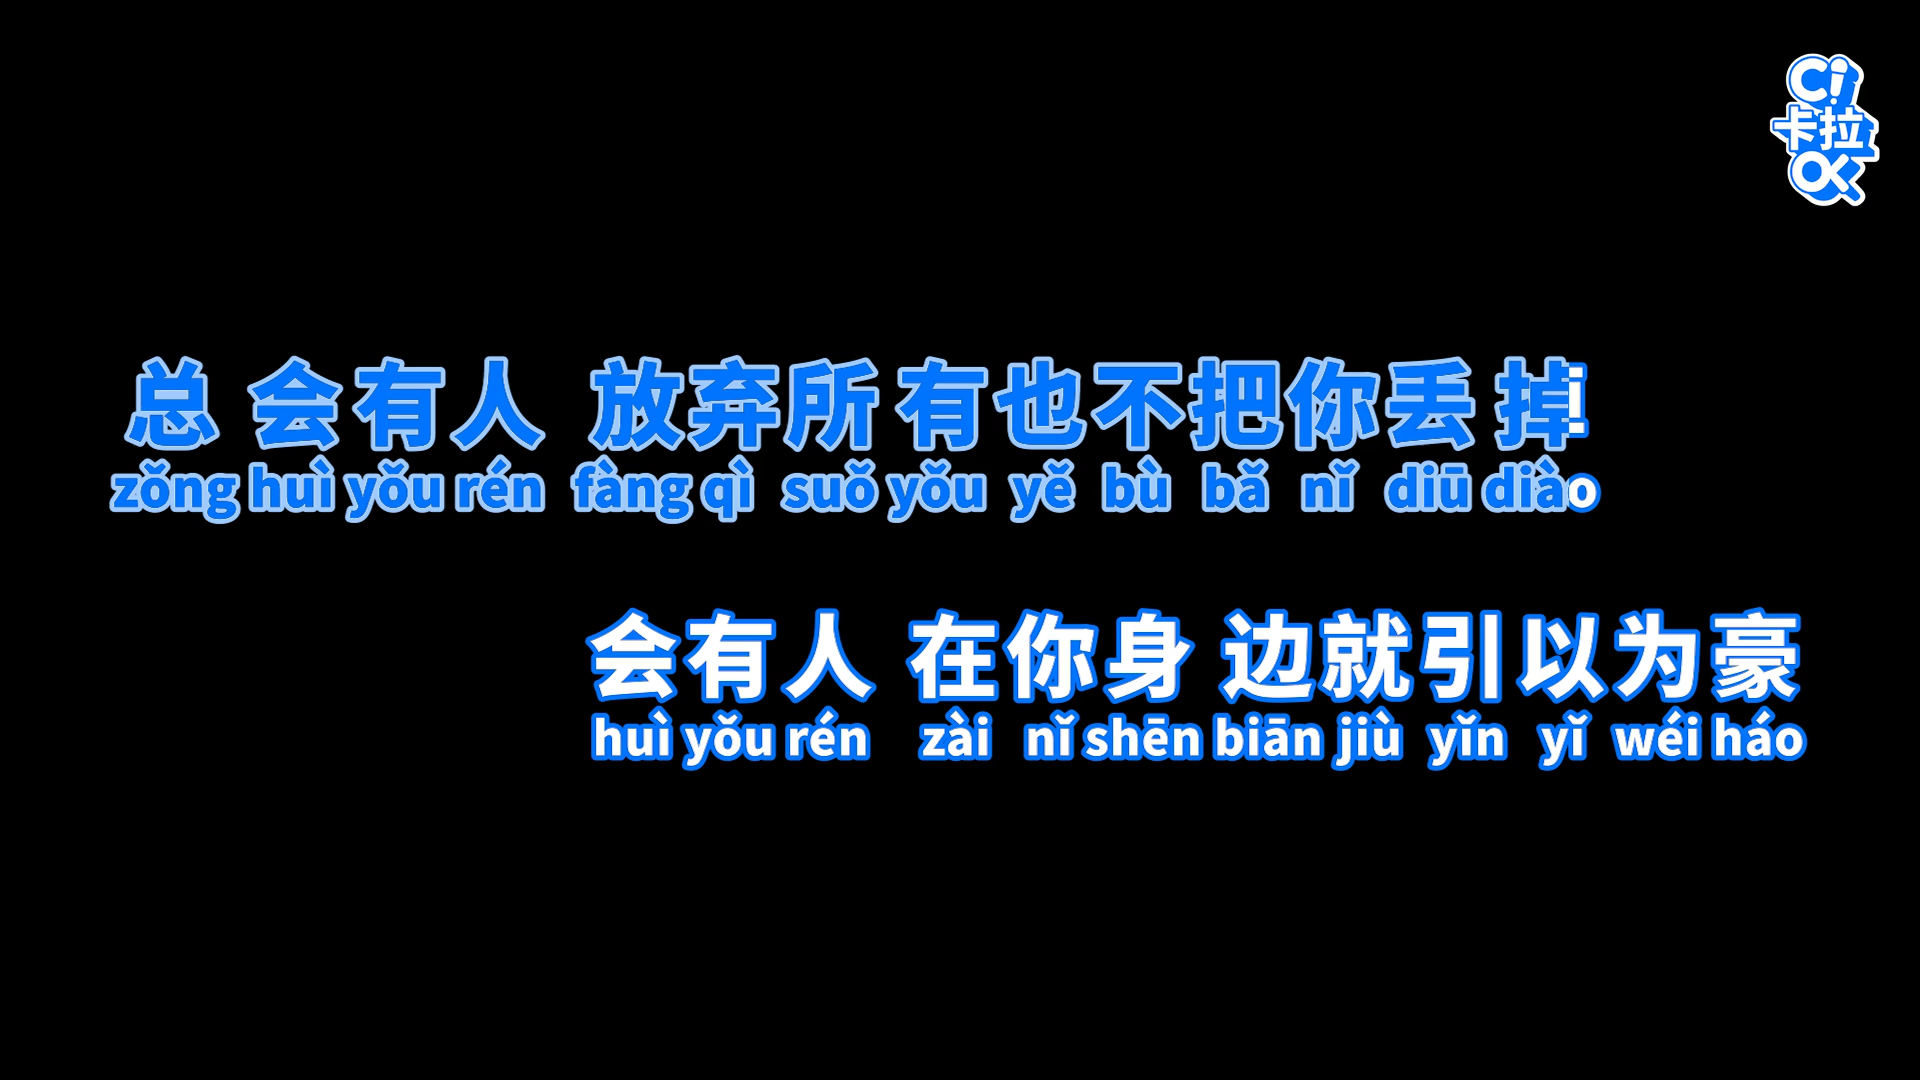 C!
卡拉
OK
总 会有人 放弃所有也不把你丢掉
zǒng huì yǒu rén fàng qì suǒ yǒu yě bù bǎ nǐ diū diào
会有人 在你身边就引以为豪
huì yǒu rén zài nǐ shēn biān jiù yǐn yǐ wéi háo